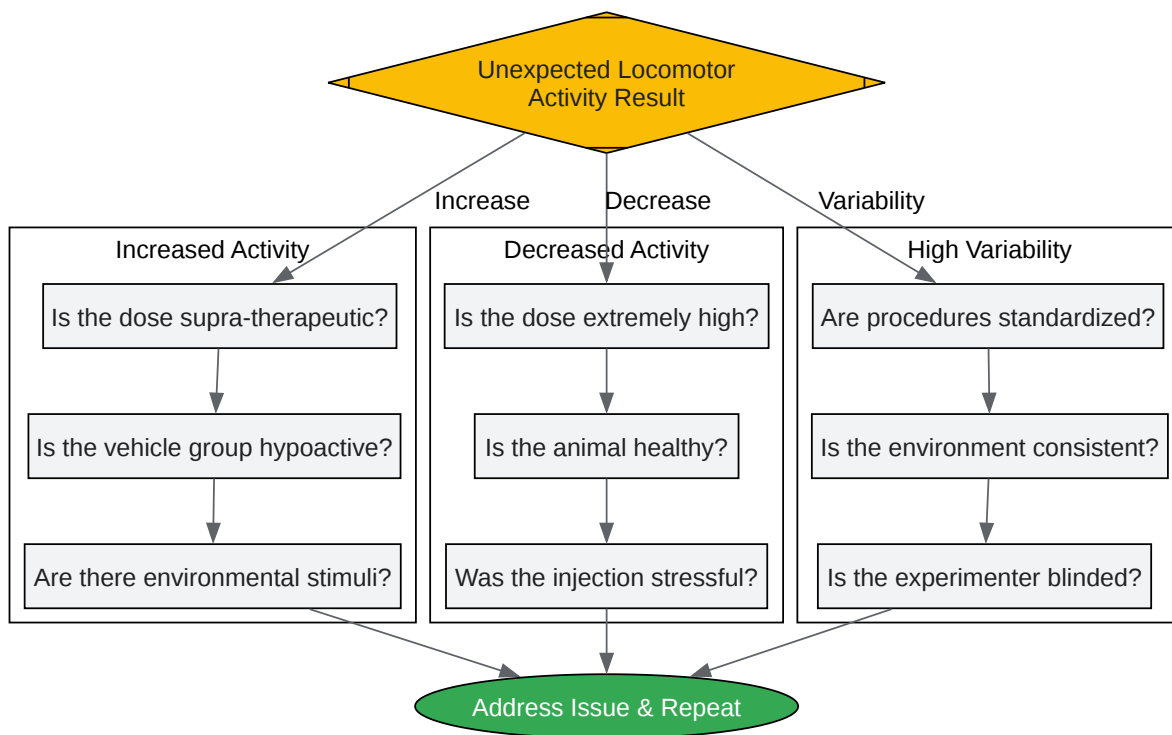 Unexpected Locomotor
Activity Result
Increase
Decrease
Variability
Increased Activity
Decreased Activity
High Variability
Is the dose supra-therapeutic?
Is the dose extremely high?
Are procedures standardized?
Is the vehicle group hypoactive?
Is the animal healthy?
Is the environment consistent?
Are there environmental stimuli?
Was the injection stressful?
Is the experimenter blinded?
Address Issue & Repeat